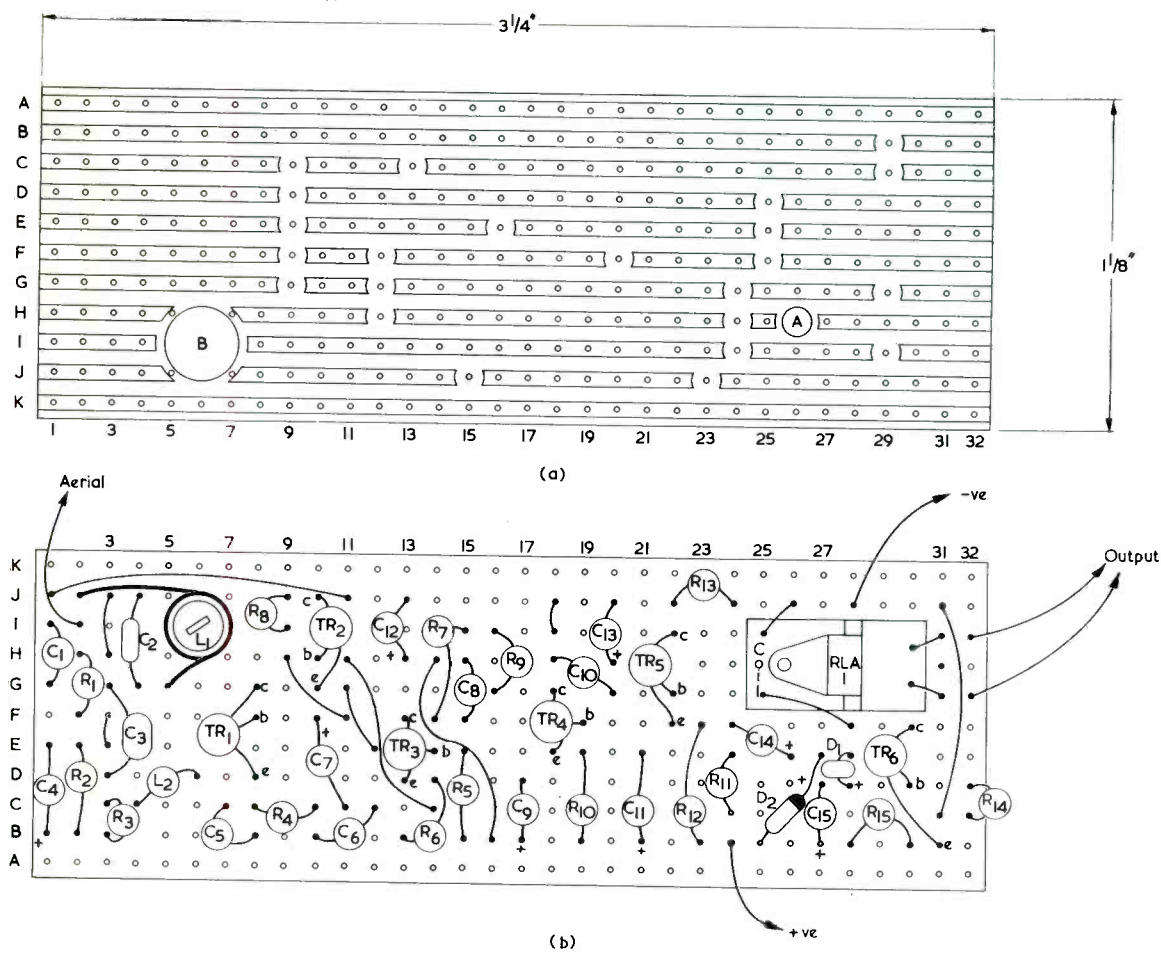 3 1/4"
A
B
C
D
E
F
G
H
I
J
K
B
A
1 1/8"
1 3 5 7 9 11 13 15 17 19 21 23 25 27 29 31 32
(a)
Aerial
-ve
3 5 7 9 11 13 15 17 19 21 23 25 27 31 32
Output
K
J
I
H
G
F
E
D
C
B
A
C1
R1
C2
L1
R8
c TR2 b e
C12 +
R7
R9
C8
C10
C13 +
R13
TR5 c b e
C 1
RLA 1
C3
TR1 c b e
C7 +
TR3 c b e
TR4 c b e
C14 +
D1 +
TR6 c b e
C4 +
R2
R3
L2
C5
R4
C6
R6
R5
C9 +
R10
C11 +
R12
R11
D2 +
C15 +
R15
R14
+ve
(b)